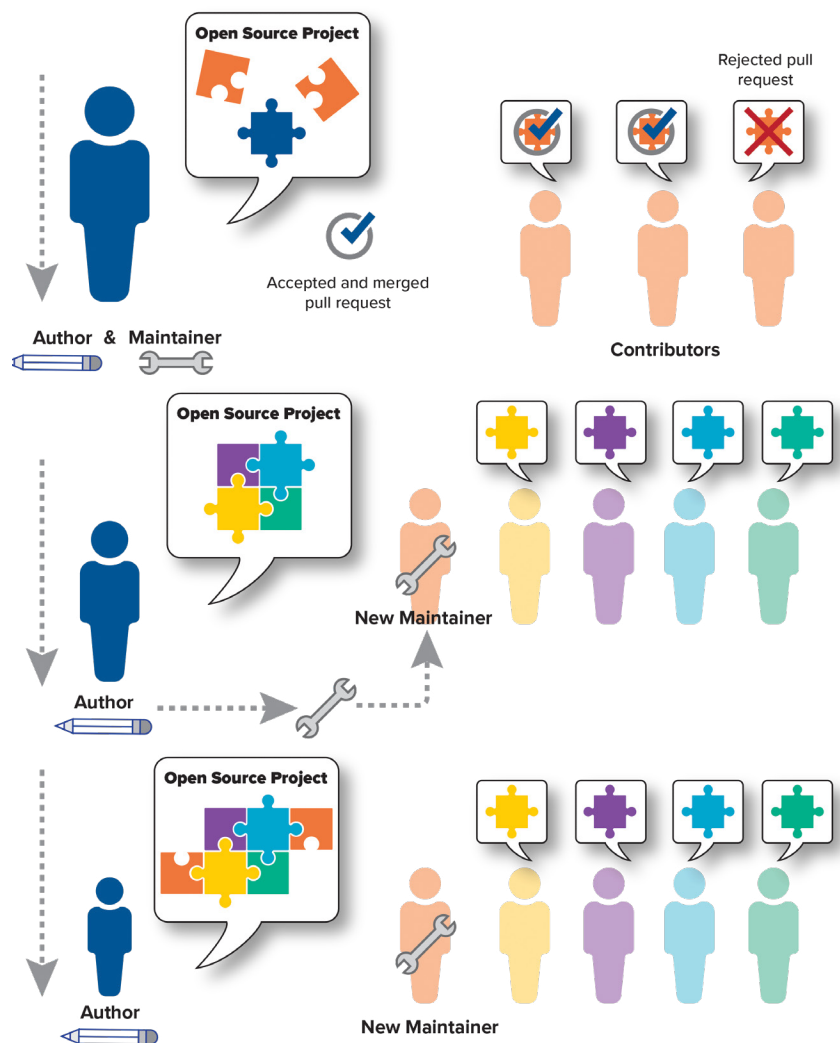 Open Source Project
Rejected pull
request
Accepted and merged
pull request
Author & Maintainer
Contributors
Open Source Project
New Maintainer
Author
Open Source Project
Author
New Maintainer